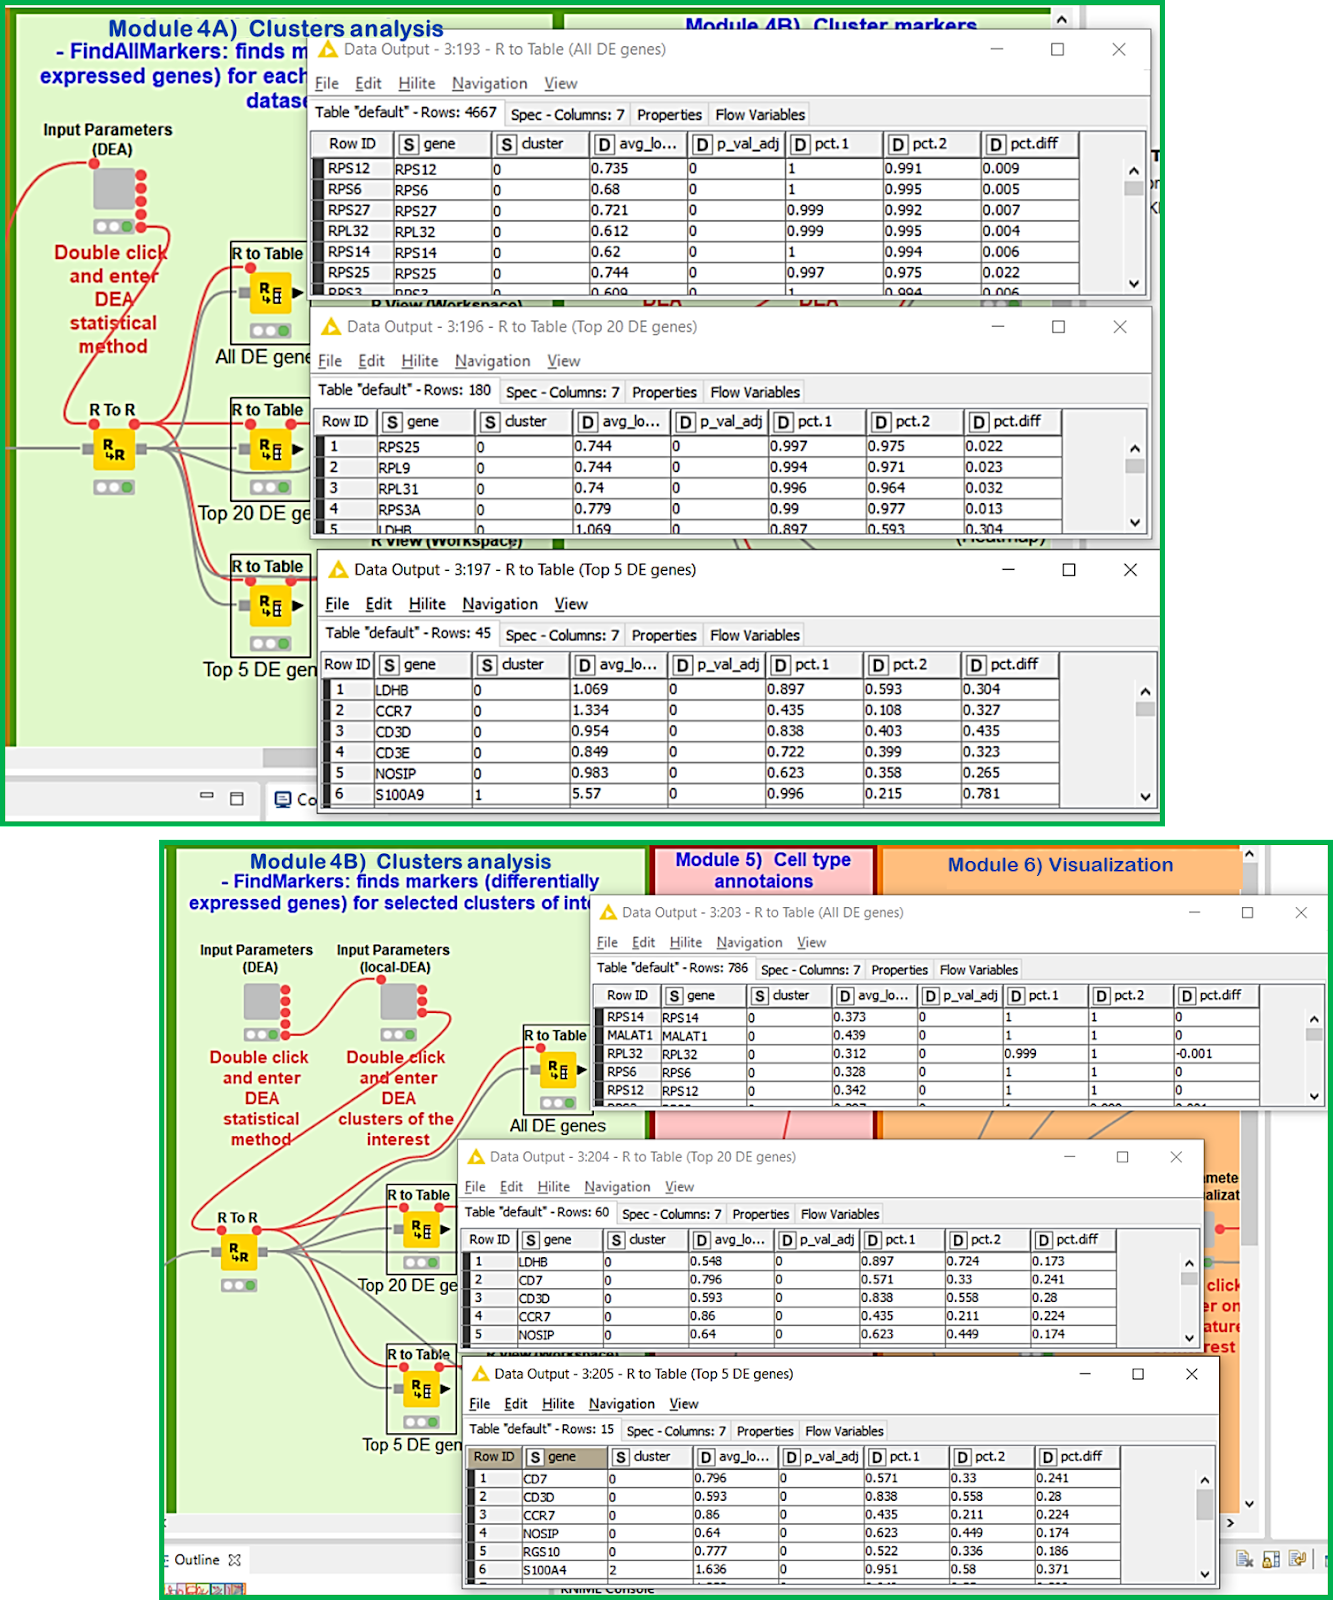 Module 4A)  Clusters analysis
- FindAllMarkers: finds m
expressed genes) for each
datase
Module 4B)  Cluster markers
Input Parameters
(DEA)
Double click
and enter
DEA
statistical
method
R To R
R to Table
All DE gene
R to Table
Top 20 DE ge
R to Table
Top 5 DE gen
Co
Data Output - 3:193 - R to Table (All DE genes)
File Edit Hilite Navigation View
Table "default" - Rows: 4667 Spec - Columns: 7 Properties Flow Variables
Row ID S gene S cluster D avg_lo... D p_val_adj D pct.1 D pct.2 D pct.diff
RPS12 RPS12 0 0.735 0 1 0.991 0.009
RPS6 RPS6 0 0.68 0 1 0.995 0.005
RPS27 RPS27 0 0.721 0 0.999 0.992 0.007
RPL32 RPL32 0 0.612 0 0.999 0.995 0.004
RPS14 RPS14 0 0.62 0 1 0.994 0.006
RPS25 RPS25 0 0.744 0 0.997 0.975 0.022
RPS3 RPS3 0 0.609 0 1 0.994 0.006
R View (Workspace)
DEA DEA
Data Output - 3:196 - R to Table (Top 20 DE genes)
File Edit Hilite Navigation View
Table "default" - Rows: 180 Spec - Columns: 7 Properties Flow Variables
Row ID S gene S cluster D avg_lo... D p_val_adj D pct.1 D pct.2 D pct.diff
1 RPS25 0 0.744 0 0.997 0.975 0.022
2 RPL9 0 0.744 0 0.994 0.971 0.023
3 RPL31 0 0.74 0 0.996 0.964 0.032
4 RPS3A 0 0.779 0 0.99 0.977 0.013
5 LDHB 0 1.069 0 0.897 0.593 0.304
R View (Workspace)
(Heatmap)
Data Output - 3:197 - R to Table (Top 5 DE genes)
File Edit Hilite Navigation View
Table "default" - Rows: 45 Spec - Columns: 7 Properties Flow Variables
Row ID S gene S cluster D avg_lo... D p_val_adj D pct.1 D pct.2 D pct.diff
1 LDHB 0 1.069 0 0.897 0.593 0.304
2 CCR7 0 1.334 0 0.435 0.108 0.327
3 CD3D 0 0.954 0 0.838 0.403 0.435
4 CD3E 0 0.849 0 0.722 0.399 0.323
5 NOSIP 0 0.983 0 0.623 0.358 0.265
6 S100A9 1 5.57 0 0.996 0.215 0.781
Module 4B)  Clusters analysis
- FindMarkers: finds markers (differentially
expressed genes) for selected clusters of inte
Module 5)  Cell type
annotaions
Module 6) Visualization
Input Parameters
(DEA)
Double click
and enter
DEA
statistical
method
Input Parameters
(local-DEA)
Double click
and enter
DEA
clusters of the
interest
R To R
R to Table
All DE genes
R to Table
Top 20 DE ge
R to Table
Top 5 DE gen
Data Output - 3:203 - R to Table (All DE genes)
File Edit Hilite Navigation View
Table "default" - Rows: 786 Spec - Columns: 7 Properties Flow Variables
Row ID S gene S cluster D avg_lo... D p_val_adj D pct.1 D pct.2 D pct.diff
RPS14 RPS14 0 0.373 0 1 1 0
MALAT1 MALAT1 0 0.439 0 1 1 0
RPL32 RPL32 0 0.312 0 0.999 1 -0.001
RPS6 RPS6 0 0.328 0 1 1 0
RPS12 RPS12 0 0.342 0 1 1 0
Data Output - 3:204 - R to Table (Top 20 DE genes)
File Edit Hilite Navigation View
Table "default" - Rows: 60 Spec - Columns: 7 Properties Flow Variables
Row ID S gene S cluster D avg_lo... D p_val_adj D pct.1 D pct.2 D pct.diff
1 LDHB 0 0.548 0 0.897 0.724 0.173
2 CD7 0 0.796 0 0.571 0.33 0.241
3 CD3D 0 0.593 0 0.838 0.558 0.28
4 CCR7 0 0.86 0 0.435 0.211 0.224
5 NOSIP 0 0.64 0 0.623 0.449 0.174
amete
alizat
click
er on
ature
rest
R View (Workspace)
Data Output - 3:205 - R to Table (Top 5 DE genes)
File Edit Hilite Navigation View
Table "default" - Rows: 15 Spec - Columns: 7 Properties Flow Variables
Row ID S gene S cluster D avg_lo... D p_val_adj D pct.1 D pct.2 D pct.diff
1 CD7 0 0.796 0 0.571 0.33 0.241
2 CD3D 0 0.593 0 0.838 0.558 0.28
3 CCR7 0 0.86 0 0.435 0.211 0.224
4 NOSIP 0 0.64 0 0.623 0.449 0.174
5 RGS10 0 0.777 0 0.522 0.336 0.186
6 S100A4 2 1.636 0 0.951 0.58 0.371
Outline
KNIME Console